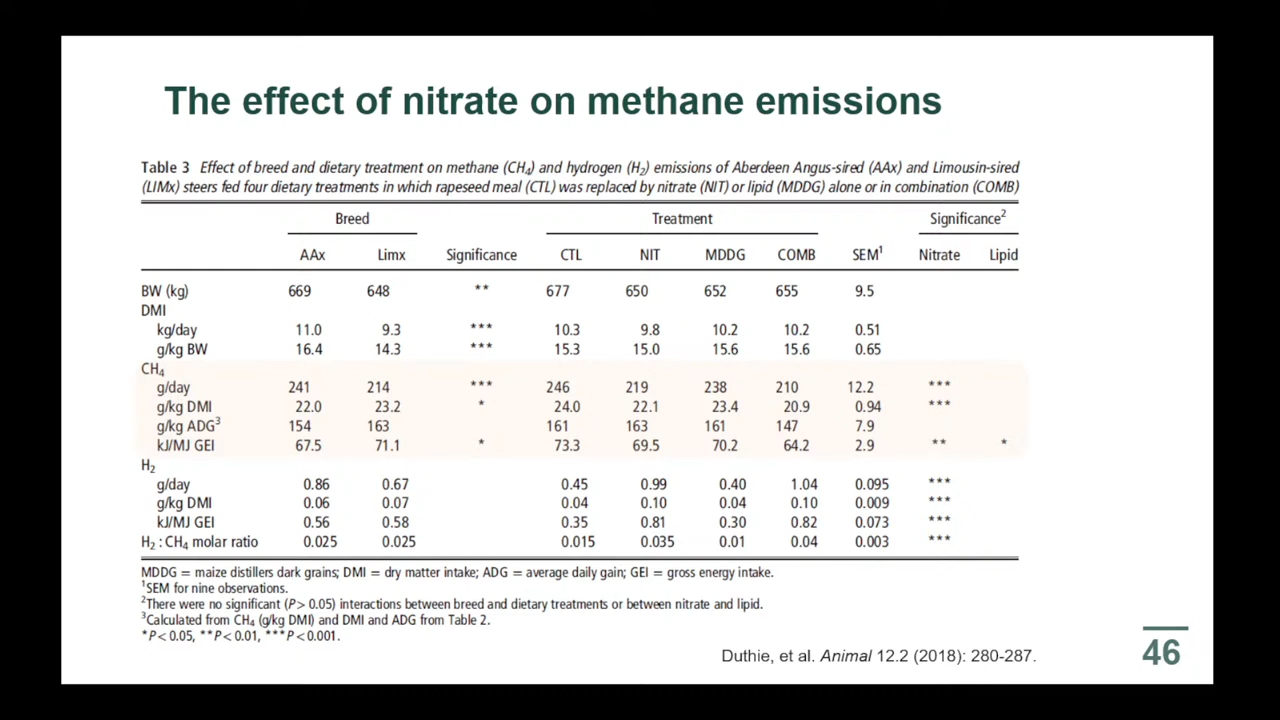 The effect of nitrate on methane emissions
Table 3 Effect of breed and dietary treatment on methane (CH4) and hydrogen (H2) emissions of Aberdeen Angus-sired (AAx) and Limousin-sired
(LIMx) steers fed four dietary treatments in which rapeseed meal (CTL) was replaced by nitrate (NIT) or lipid (MDDG) alone or in combination (COMB)
Breed Treatment Significance2
AAx Limx Significance CTL NIT MDDG COMB SEM1 Nitrate Lipid
BW (kg) 669 648 ** 677 650 652 655 9.5
DMI
kg/day 11.0 9.3 *** 10.3 9.8 10.2 10.2 0.51
g/kg BW 16.4 14.3 *** 15.3 15.0 15.6 15.6 0.65
CH4
g/day 241 214 *** 246 219 238 210 12.2 ***
g/kg DMI 22.0 23.2 * 24.0 22.1 23.4 20.9 0.94 ***
g/kg ADG3 154 163 161 163 161 147 7.9
kJ/MJ GEI 67.5 71.1 * 73.3 69.5 70.2 64.2 2.9 ** *
H2
g/day 0.86 0.67 0.45 0.99 0.40 1.04 0.095 ***
g/kg DMI 0.06 0.07 0.04 0.10 0.04 0.10 0.009 ***
kJ/MJ GEI 0.56 0.58 0.35 0.81 0.30 0.82 0.073 ***
H2 : CH4 molar ratio 0.025 0.025 0.015 0.035 0.01 0.04 0.003 ***
MDDG = maize distillers dark grains; DMI = dry matter intake; ADG = average daily gain; GEI = gross energy intake.
1SEM for nine observations.
2There were no significant (P > 0.05) interactions between breed and dietary treatments or between nitrate and lipid.
3Calculated from CH4 (g/kg DMI) and DMI and ADG from Table 2.
*P < 0.05, **P < 0.01, ***P < 0.001.
Duthie, et al. Animal 12.2 (2018): 280-287.
46